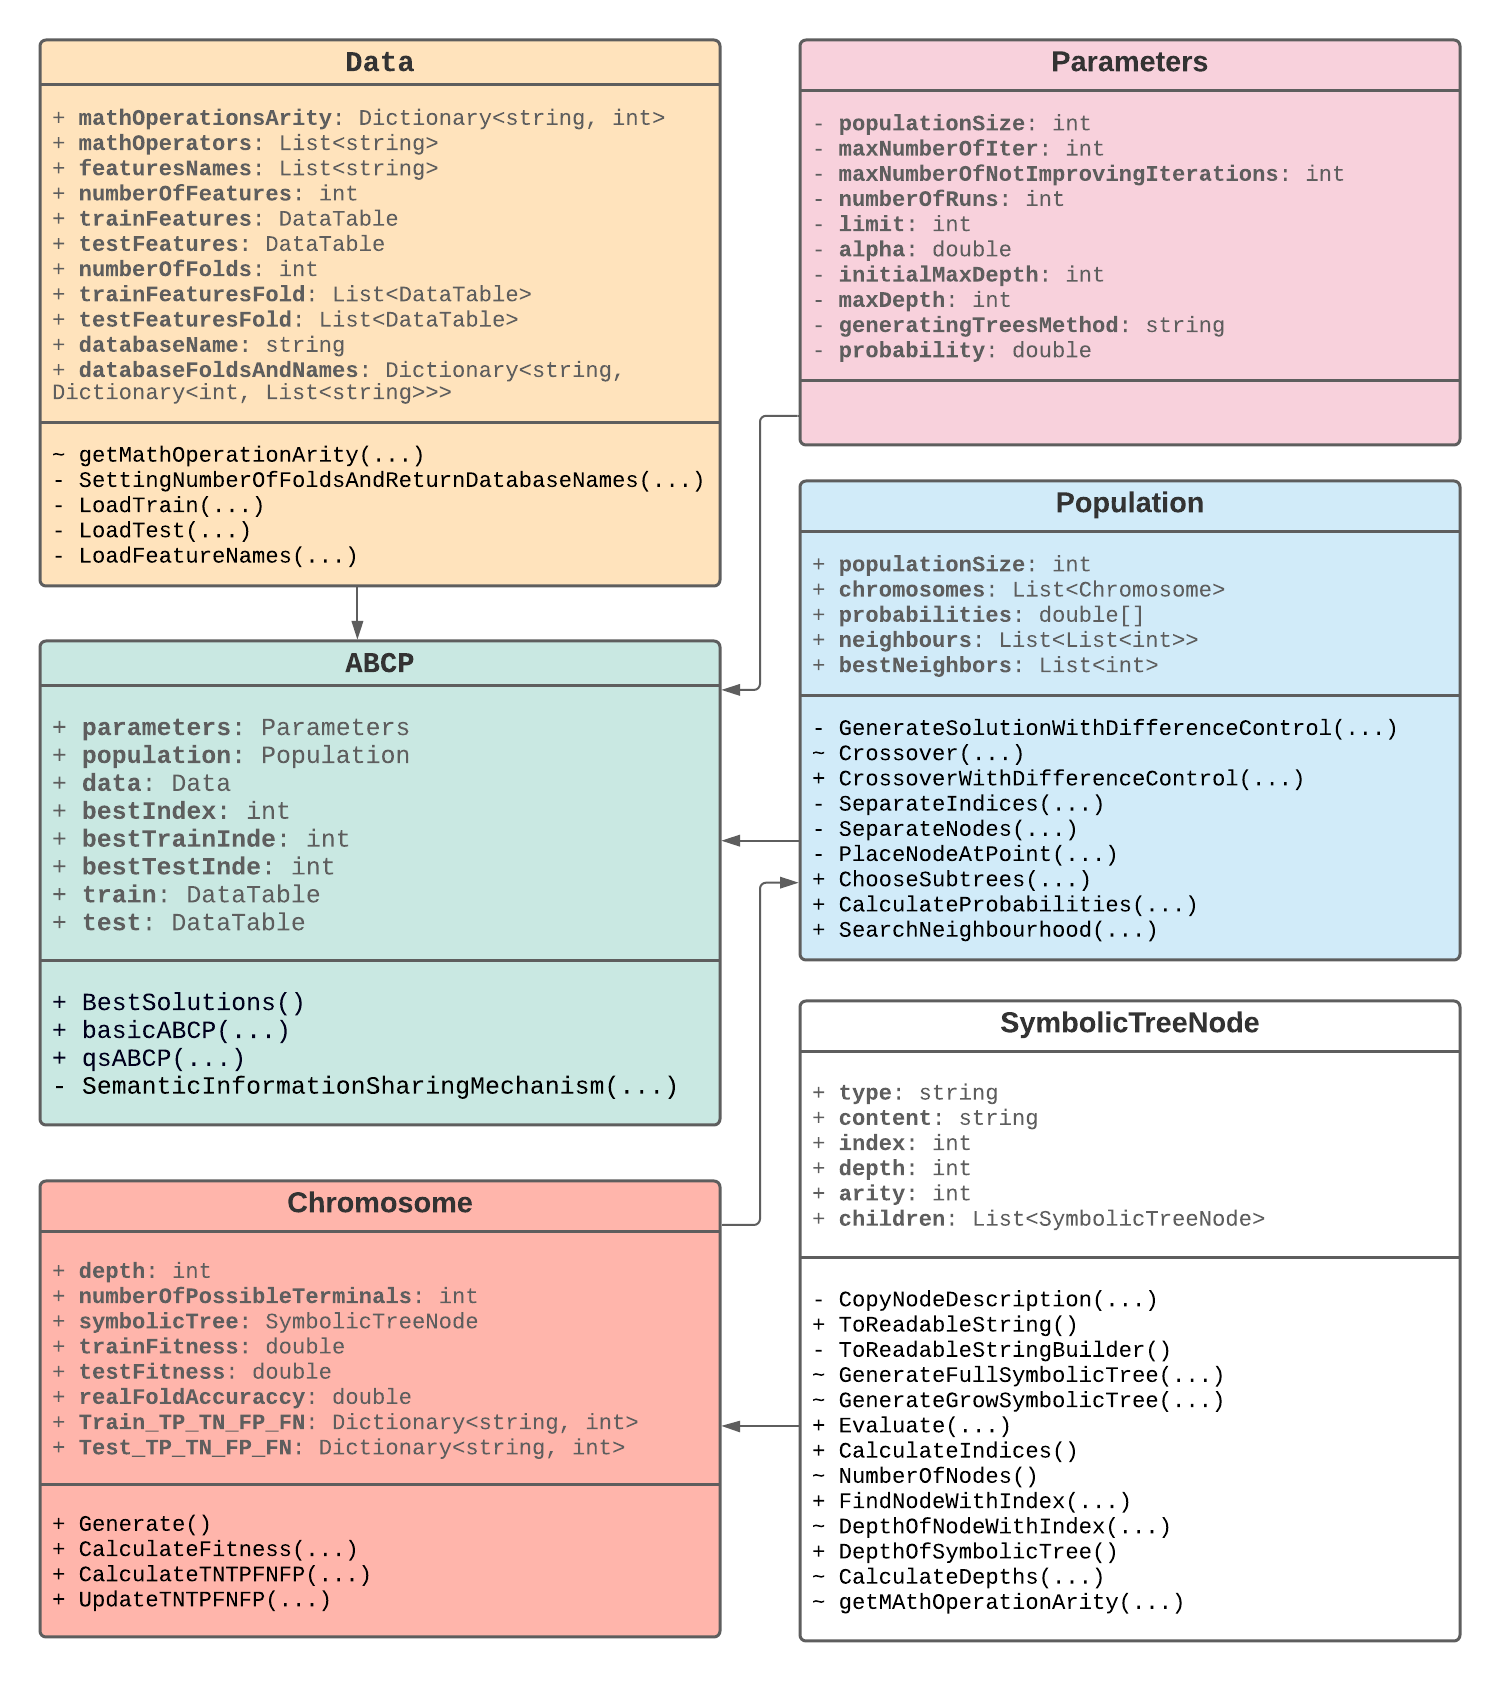 Data
+ mathOperationsArity: Dictionary<string, int>
+ mathOperators: List<string>
+ featuresNames: List<string>
+ numberOfFeatures: int
+ trainFeatures: DataTable
+ testFeatures: DataTable
+ numberOfFolds: int
+ trainFeaturesFold: List<DataTable>
+ testFeaturesFold: List<DataTable>
+ databaseName: string
+ databaseFoldsAndNames: Dictionary<string,
Dictionary<int, List<string>>>
~ getMathOperationArity(...)
- SettingNumberOfFoldsAndReturnDatabaseNames(...)
- LoadTrain(...)
- LoadTest(...)
- LoadFeatureNames(...)
Parameters
- populationSize: int
- maxNumberOfIter: int
- maxNumberOfNotImprovingIterations: int
- numberOfRuns: int
- limit: int
- alpha: double
- initialMaxDepth: int
- maxDepth: int
- generatingTreesMethod: string
- probability: double
Population
+ populationSize: int
+ chromosomes: List<Chromosome>
+ probabilities: double[]
+ neighbours: List<List<int>>
+ bestNeighbors: List<int>
- GenerateSolutionWithDifferenceControl(...)
~ Crossover(...)
+ CrossoverWithDifferenceControl(...)
- SeparateIndices(...)
- SeparateNodes(...)
- PlaceNodeAtPoint(...)
+ ChooseSubtrees(...)
+ CalculateProbabilities(...)
+ SearchNeighbourhood(...)
ABCP
+ parameters: Parameters
+ population: Population
+ data: Data
+ bestIndex: int
+ bestTrainInde: int
+ bestTestInde: int
+ train: DataTable
+ test: DataTable
+ BestSolutions()
+ basicABCP(...)
+ qsABCP(...)
- SemanticInformationSharingMechanism(...)
Chromosome
+ depth: int
+ numberOfPossibleTerminals: int
+ symbolicTree: SymbolicTreeNode
+ trainFitness: double
+ testFitness: double
+ realFoldAccuraccy: double
+ Train_TP_TN_FP_FN: Dictionary<string, int>
+ Test_TP_TN_FP_FN: Dictionary<string, int>
+ Generate()
+ CalculateFitness(...)
+ CalculateTNTPFNFP(...)
+ UpdateTNTPFNFP(...)
SymbolicTreeNode
+ type: string
+ content: string
+ index: int
+ depth: int
+ arity: int
+ children: List<SymbolicTreeNode>
- CopyNodeDescription(...)
+ ToReadableString()
- ToReadableStringBuilder()
~ GenerateFullSymbolicTree(...)
~ GenerateGrowSymbolicTree(...)
+ Evaluate(...)
+ CalculateIndices()
~ NumberOfNodes()
+ FindNodeWithIndex(...)
~ DepthOfNodeWithIndex(...)
+ DepthOfSymbolicTree()
~ CalculateDepths(...)
~ getMAthOperationArity(...)